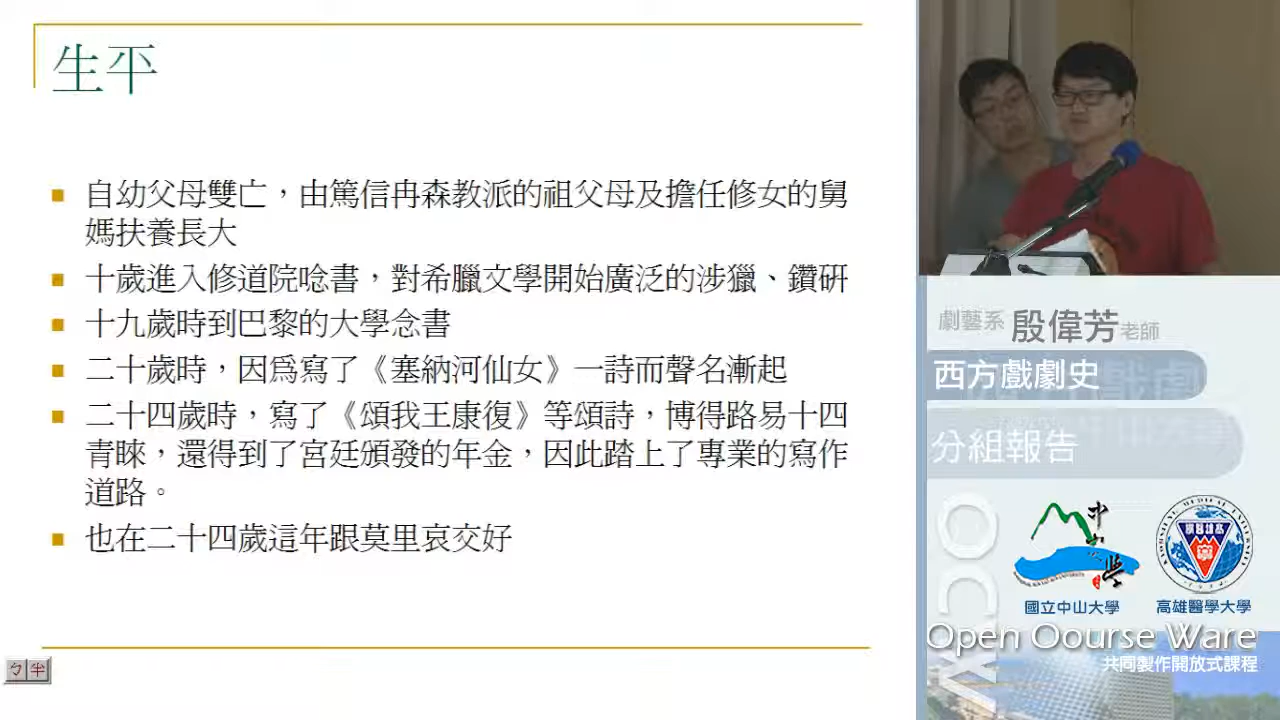 生平
自幼父母雙亡，由篤信冉森教派的祖父母及擔任修女的舅
媽扶養長大
十歲進入修道院唸書，對希臘文學開始廣泛的涉獵、鑽研
十九歲時到巴黎的大學念書
二十歲時，因為寫了《塞納河仙女》一詩而聲名漸起
二十四歲時，寫了《頌我王康復》等頌詩，博得路易十四
青睞，還得到了宮廷頒發的年金，因此踏上了專業的寫作
道路。
也在二十四歲這年跟莫里哀交好
ㄅ半
劇藝系 殷偉芳老師
西方戲劇史
分組報告
OCW
國立中山大學
高雄醫學大學
Open Oourse Ware
共同製作開放式課程